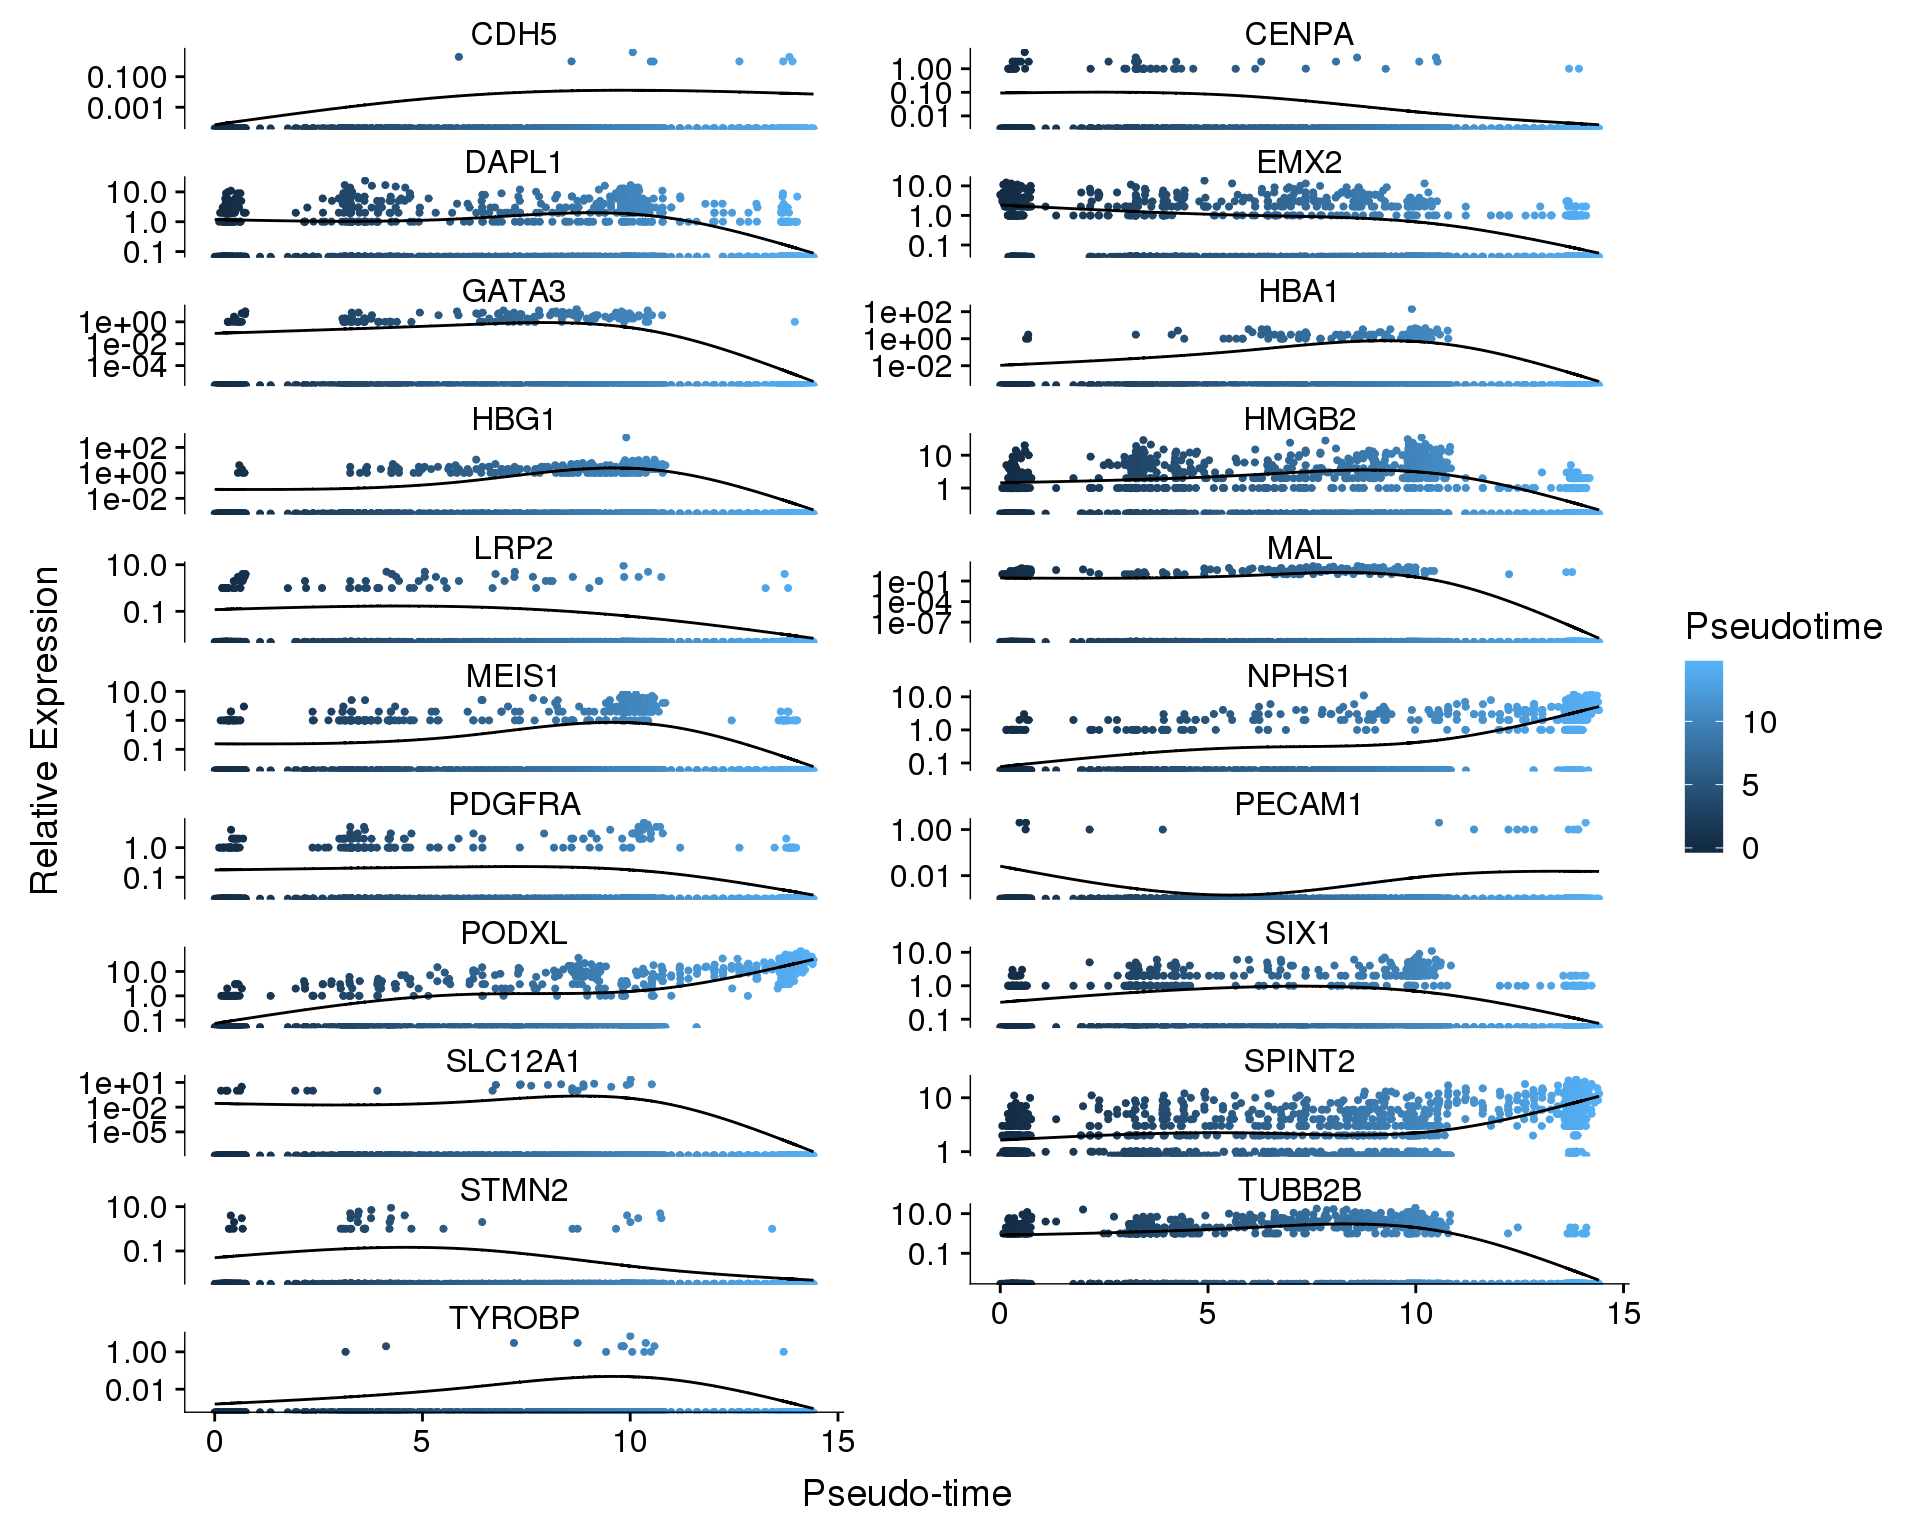 CDH5
0.100
0.001
CENPA
1.00
0.10
0.01
DAPL1
10.0
1.0
0.1
EMX2
10.0
1.0
0.1
GATA3
1e+00
1e-02
1e-04
HBA1
1e+02
1e+00
1e-02
HBG1
1e+02
1e+00
1e-02
HMGB2
10
1
LRP2
10.0
0.1
MAL
1e-01
1e-04
1e-07
MEIS1
10.0
1.0
0.1
NPHS1
10.0
1.0
0.1
PDGFRA
1.0
0.1
PECAM1
1.00
0.01
PODXL
10.0
1.0
0.1
SIX1
10.0
1.0
0.1
SLC12A1
1e+01
1e-02
1e-05
SPINT2
10
1
STMN2
10.0
0.1
TUBB2B
10.0
0.1
0 5 10 15
TYROBP
1.00
0.01
0 5 10 15
Pseudo-time
Relative Expression
Pseudotime
10
5
0